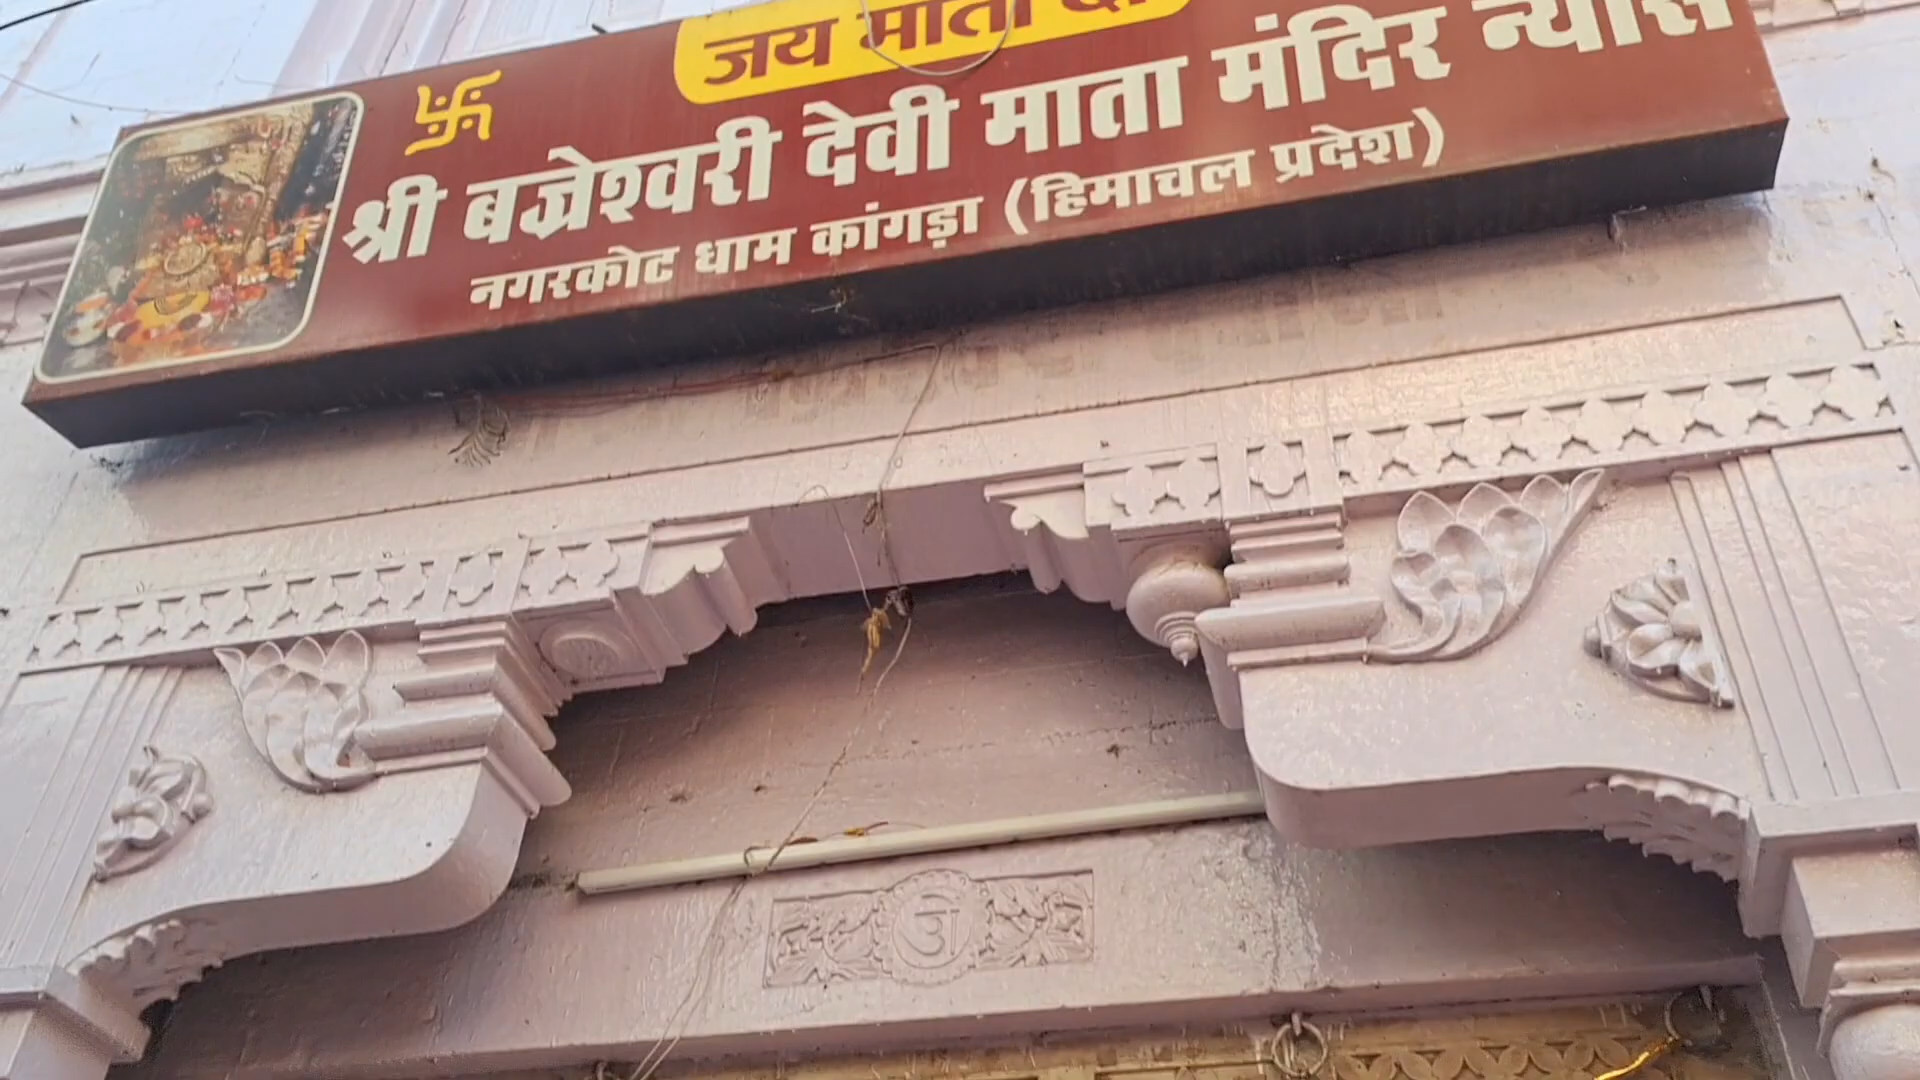 जय माता दी
श्री बज्रेश्वरी देवी माता मंदिर न्यास
नगरकोट धाम कांगड़ा (हिमाचल प्रदेश)